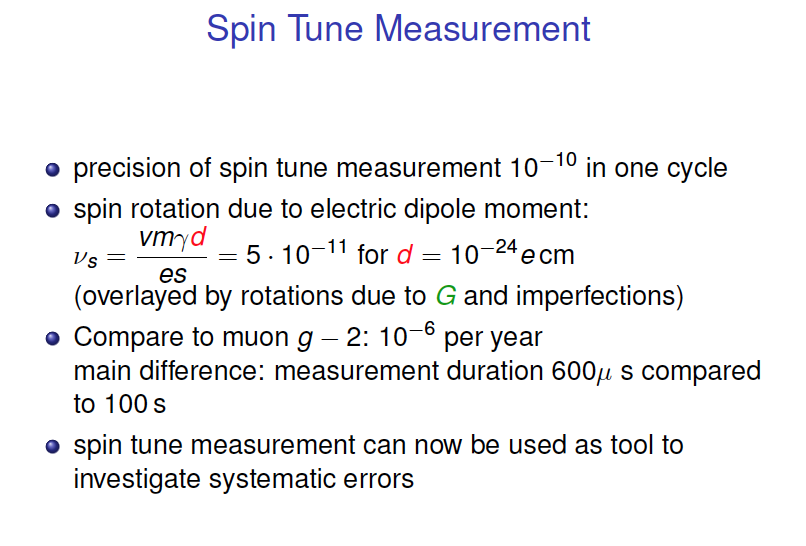 Spin Tune Measurement
precision of spin tune measurement 10⁻¹⁰ in one cycle
spin rotation due to electric dipole moment:
νₛ = vmγd / es = 5 · 10⁻¹¹ for d = 10⁻²⁴ e cm
(overlayed by rotations due to G and imperfections)
Compare to muon g − 2: 10⁻⁶ per year
main difference: measurement duration 600μ s compared
to 100 s
spin tune measurement can now be used as tool to
investigate systematic errors